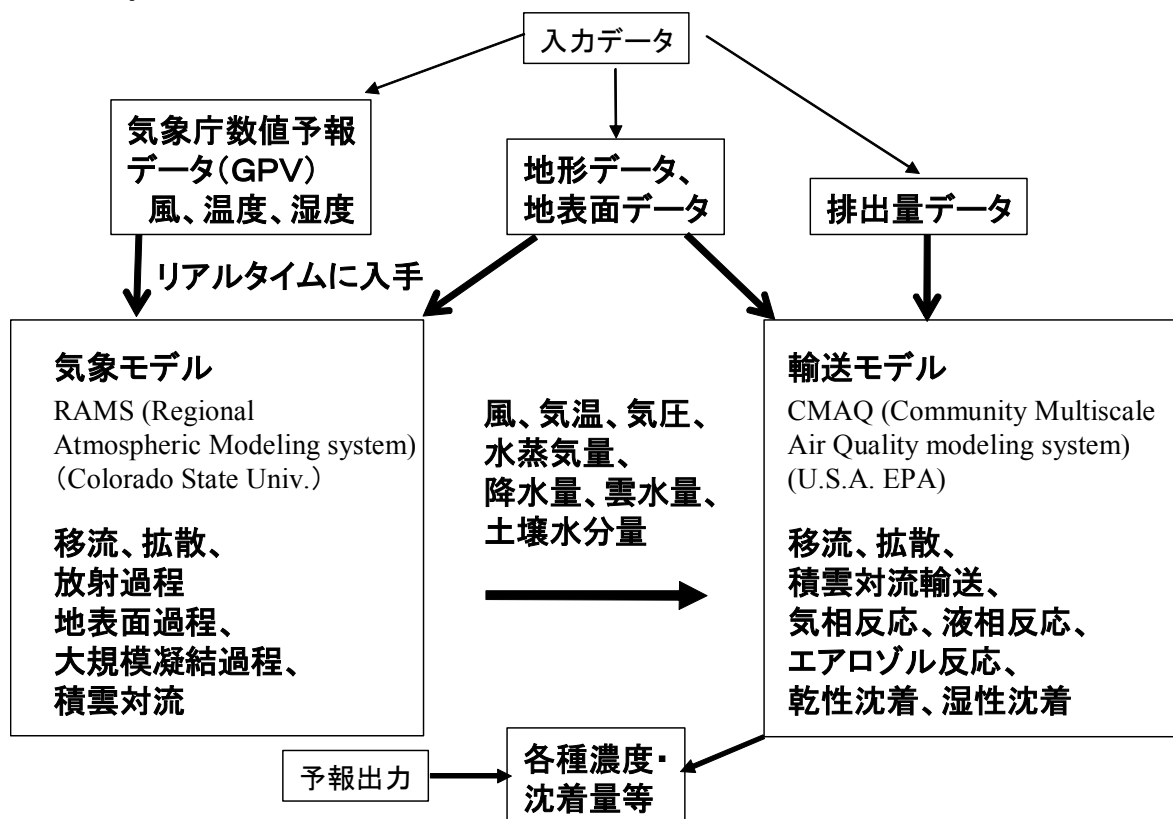 入力データ
気象庁数値予報
データ(GPV)
風、温度、湿度
地形データ、
地表面データ
排出量データ
リアルタイムに入手
気象モデル
RAMS (Regional
Atmospheric Modeling system)
(Colorado State Univ.)
移流、拡散、
放射過程
地表面過程、
大規模凝結過程、
積雲対流
風、気温、気圧、
水蒸気量、
降水量、雲水量、
土壌水分量
輸送モデル
CMAQ (Community Multiscale
Air Quality modeling system)
(U.S.A. EPA)
移流、拡散、
積雲対流輸送、
気相反応、液相反応、
エアロゾル反応、
乾性沈着、湿性沈着
予報出力
各種濃度・
沈着量等